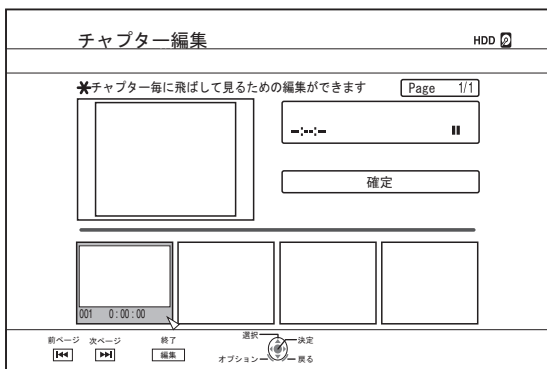 チャプター編集
HDD
*チャプター毎に飛ばして見るための編集ができます
Page 1/1
–:–:–
確定
001 0:00:00
前ページ 次ページ 終了 編集
選択 決定
オプション 戻る